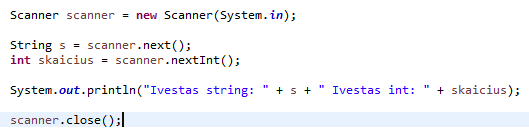 Scanner scanner = new Scanner(System.in);
String s = scanner.next();
int skaicius = scanner.nextInt();
System.out.println("Ivestas string: " + s + " Ivestas int: " + skaicius);
scanner.close();